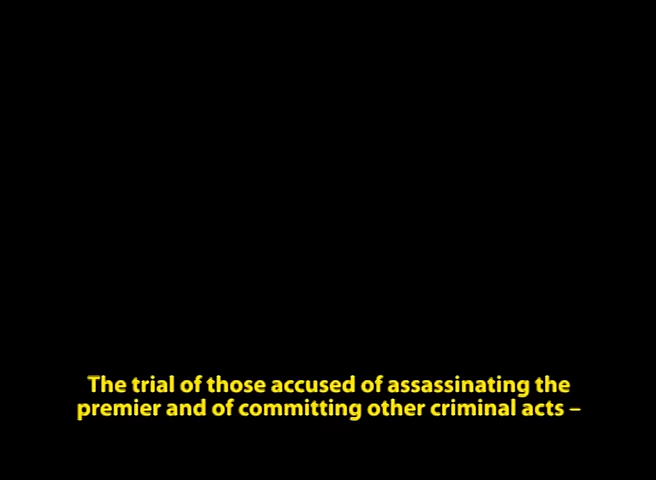 The trial of those accused of assassinating the
premier and of committing other criminal acts –